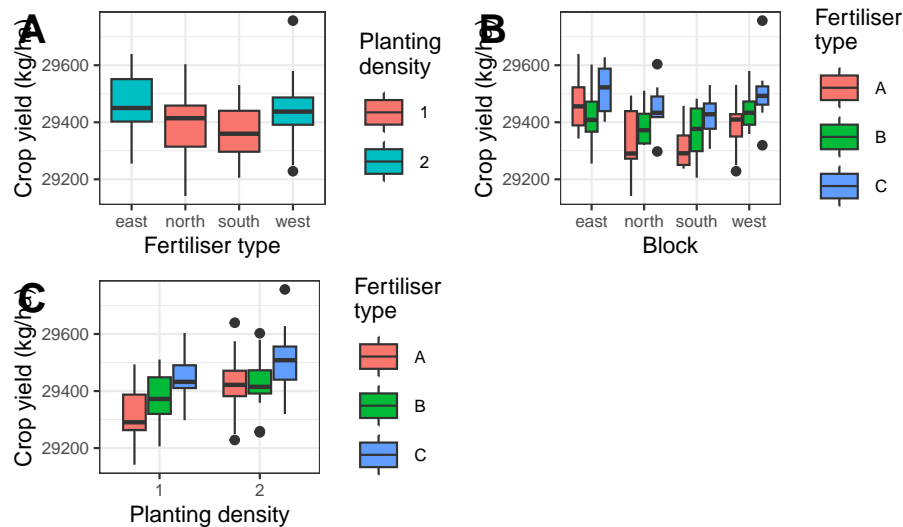 A
Crop yield (kg/ha)
29600
29400
29200
east north south west
Fertiliser type
Planting
density
1
2
B
Crop yield (kg/ha)
29600
29400
29200
east north south west
Block
Fertiliser
type
A
B
C
C
Crop yield (kg/ha)
29600
29400
29200
1 2
Planting density
Fertiliser
type
A
B
C